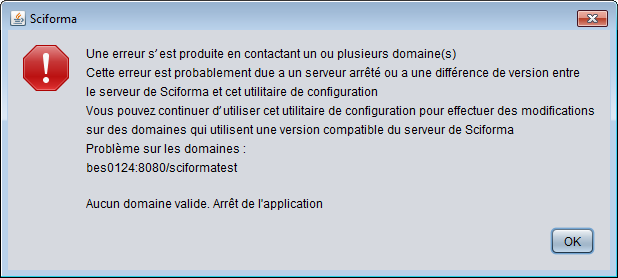 Sciforma
Une erreur s’est produite en contactant un ou plusieurs domaine(s)
Cette erreur est probablement due a un serveur arrêté ou a une différence de version entre
le serveur de Sciforma et cet utilitaire de configuration
Vous pouvez continuer d’utiliser cet utilitaire de configuration pour effectuer des modifications
sur des domaines qui utilisent une version compatible du serveur de Sciforma
Problème sur les domaines :
bes0124:8080/sciformatest
Aucun domaine valide. Arrêt de l'application
OK